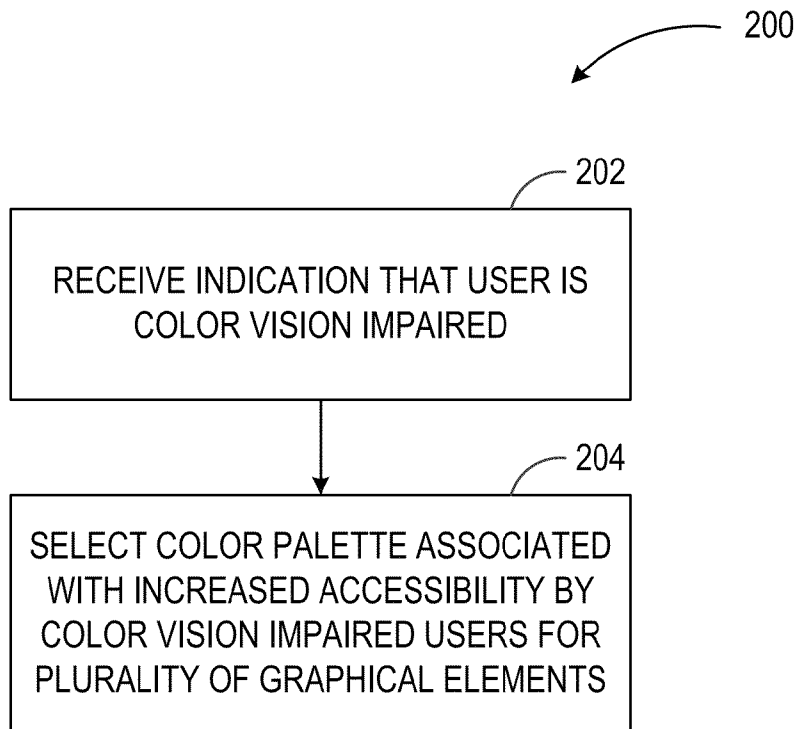 200
202
RECEIVE INDICATION THAT USER IS
COLOR VISION IMPAIRED
204
SELECT COLOR PALETTE ASSOCIATED
WITH INCREASED ACCESSIBILITY BY
COLOR VISION IMPAIRED USERS FOR
PLURALITY OF GRAPHICAL ELEMENTS